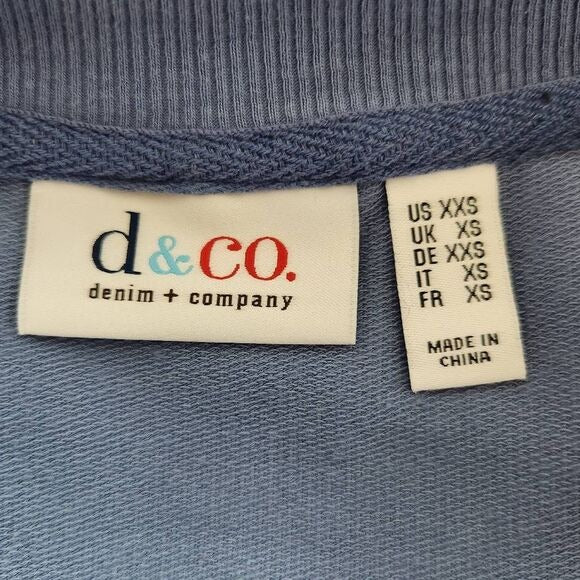 d&co.
denim + company
US XXS
UK XS
DE XXS
IT XS
FR XS
MADE IN
CHINA